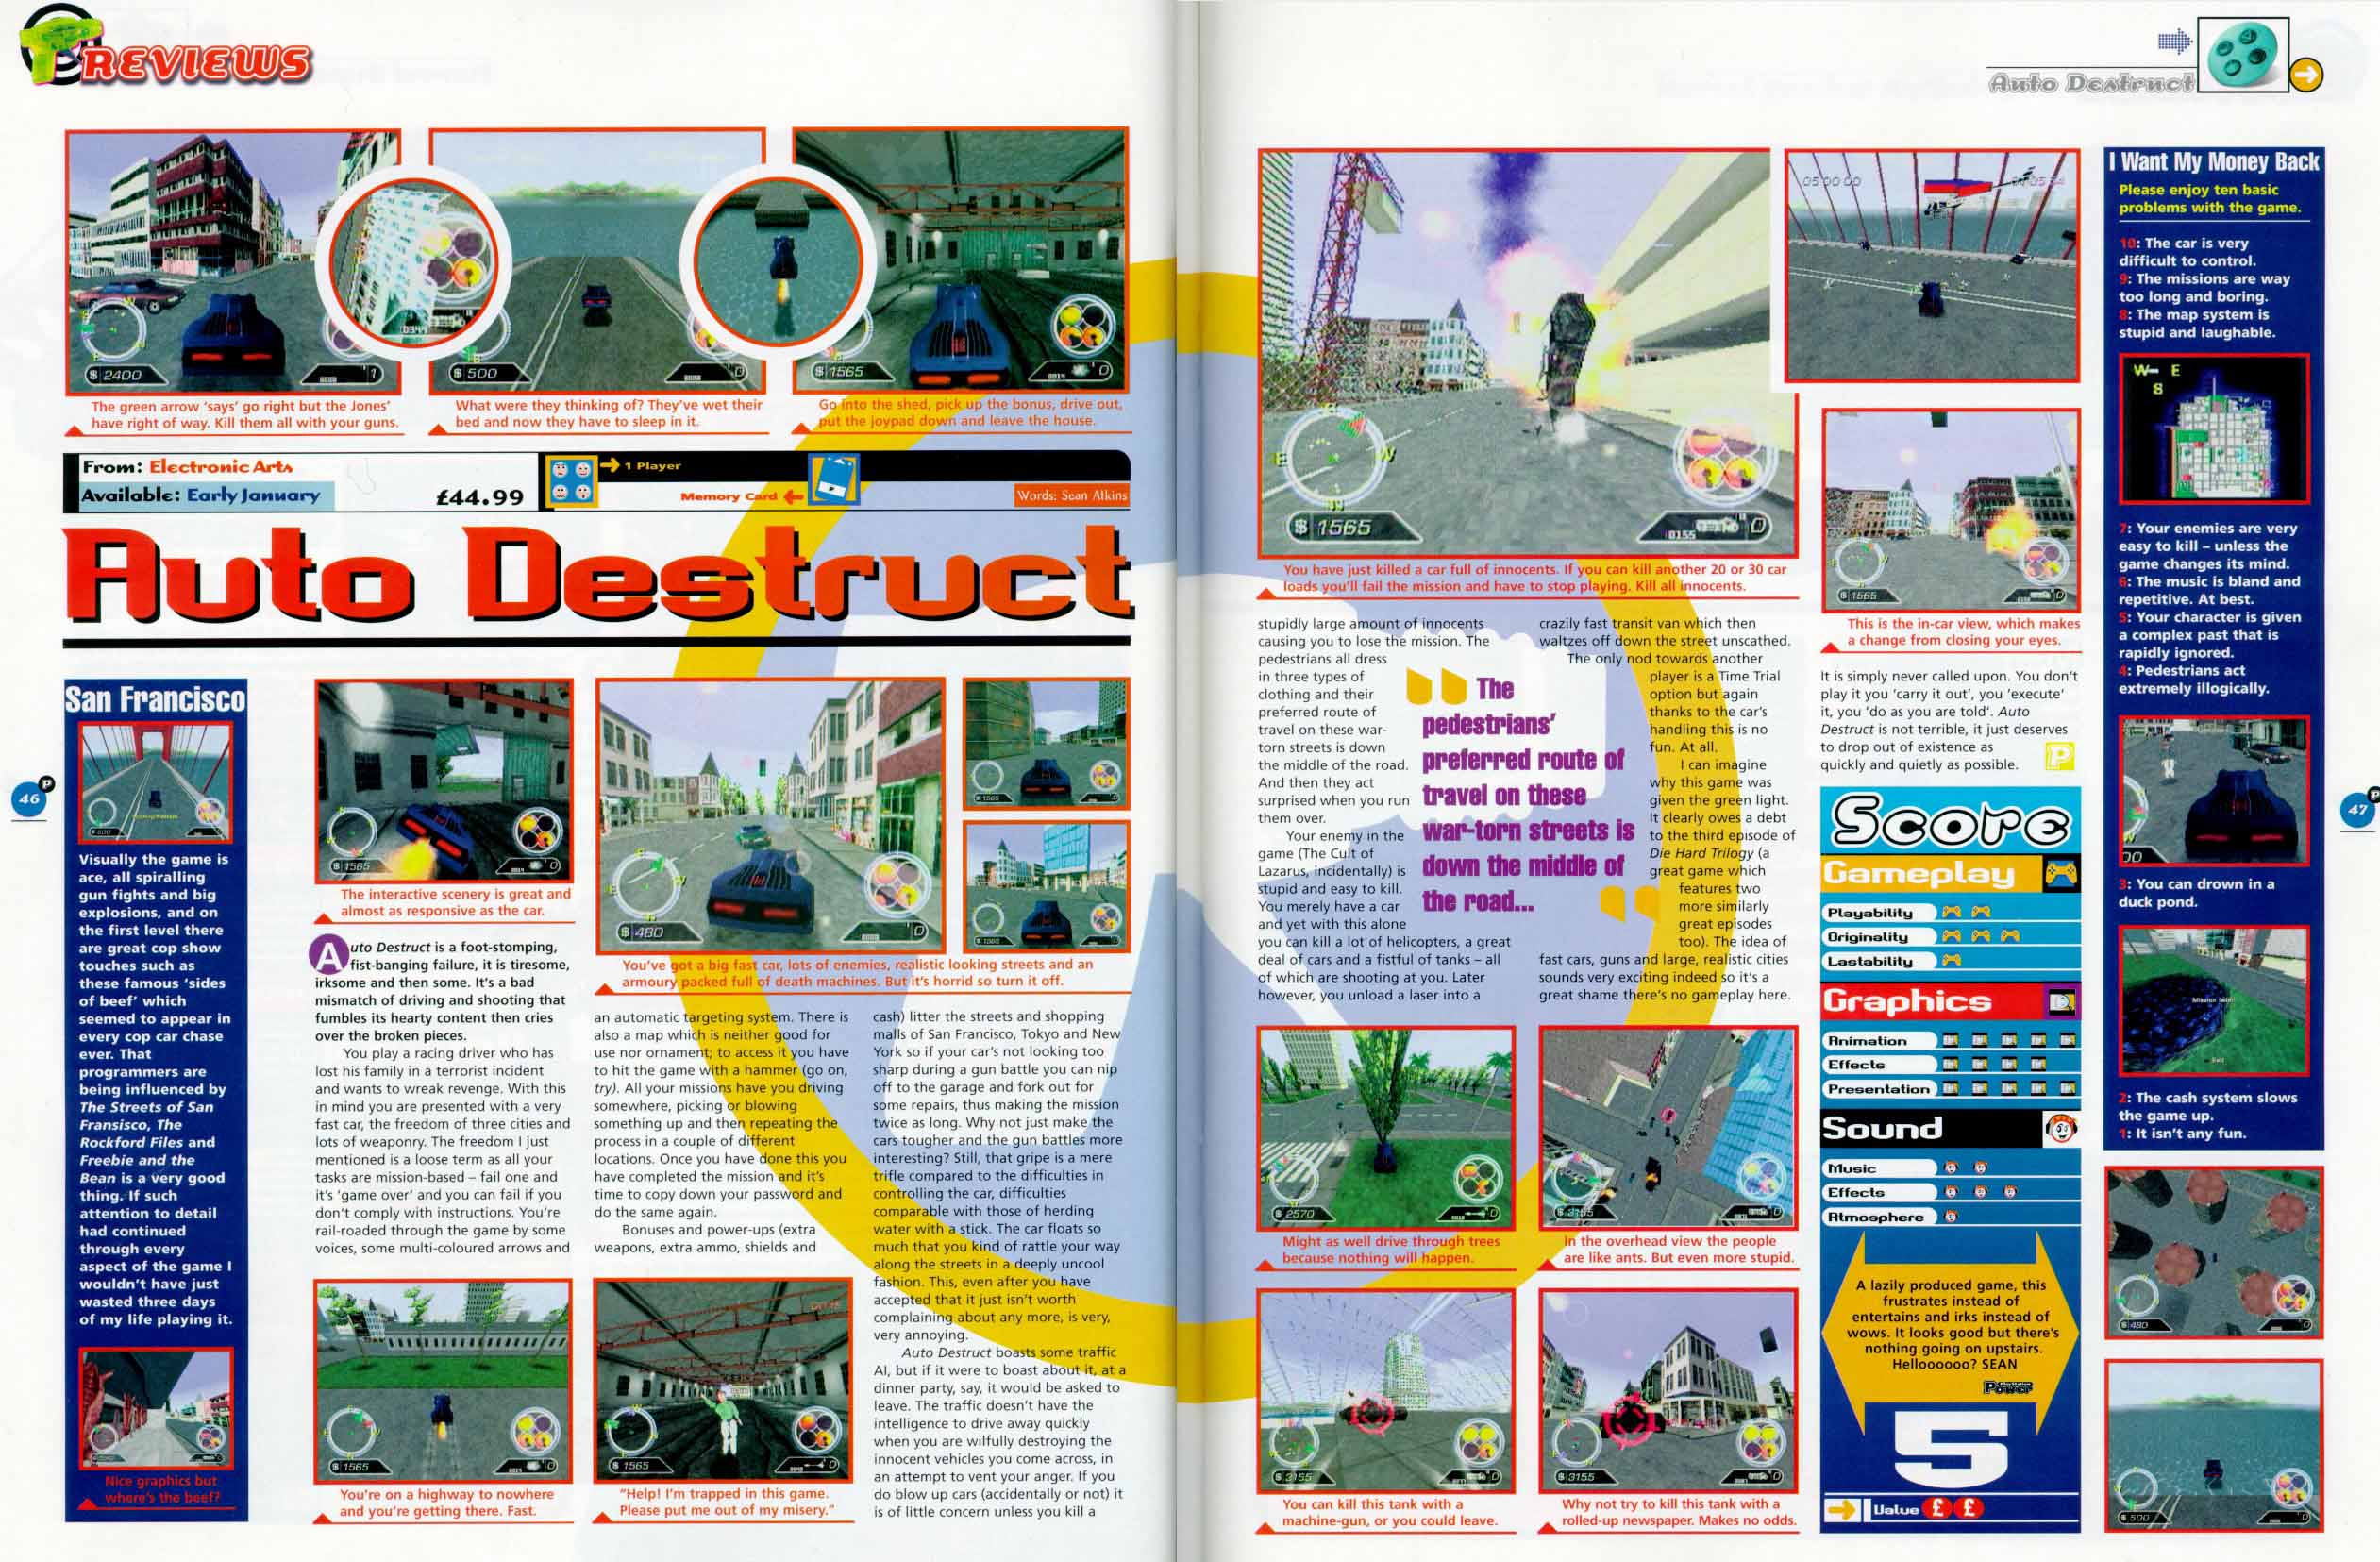 REVIEWS
Auto Destruct
$ 2400
1
$ 500
0
$ 1565
0
The green arrow 'says' go right but the Jones'
have right of way. Kill them all with your guns.
What were they thinking of? They've wet their
bed and now they have to sleep in it.
Go into the shed, pick up the bonus, drive out,
put the joypad down and leave the house.
From: Electronic Arts
Available: Early January
£44.99
1 Player
Memory Card
Words: Sean Atkins
Auto Destruct
San Francisco
Visually the game is
ace, all spiralling
gun fights and big
explosions, and on
the first level there
are great cop show
touches such as
these famous 'sides
of beef' which
seemed to appear in
every cop car chase
ever. That
programmers are
being influenced by
The Streets of San
Fransisco, The
Rockford Files and
Freebie and the
Bean is a very good
thing. If such
attention to detail
had continued
through every
aspect of the game I
wouldn't have just
wasted three days
of my life playing it.
Nice graphics but
where's the beef?
46
$ 1565
0
The interactive scenery is great and
almost as responsive as the car.
$ 480
0
You've got a big fast car, lots of enemies, realistic looking streets and an
armoury packed full of death machines. But it's horrid so turn it off.
Auto Destruct is a foot-stomping,
fist-banging failure, it is tiresome,
irksome and then some. It's a bad
mismatch of driving and shooting that
fumbles its hearty content then cries
over the broken pieces.
You play a racing driver who has
lost his family in a terrorist incident
and wants to wreak revenge. With this
in mind you are presented with a very
fast car, the freedom of three cities and
lots of weaponry. The freedom I just
mentioned is a loose term as all your
tasks are mission-based – fail one and
it's 'game over' and you can fail if you
don't comply with instructions. You're
rail-roaded through the game by some
voices, some multi-coloured arrows and
$ 1565
0
You're on a highway to nowhere
and you're getting there. Fast.
an automatic targeting system. There is
also a map which is neither good for
use nor ornament; to access it you have
to hit the game with a hammer (go on,
try). All your missions have you driving
somewhere, picking or blowing
something up and then repeating the
process in a couple of different
locations. Once you have done this you
have completed the mission and it's
time to copy down your password and
do the same again.
Bonuses and power-ups (extra
weapons, extra ammo, shields and
$ 1565
0
"Help! I'm trapped in this game.
Please put me out of my misery."
cash) litter the streets and shopping
malls of San Francisco, Tokyo and New
York so if your car's not looking too
sharp during a gun battle you can nip
off to the garage and fork out for
some repairs, thus making the mission
twice as long. Why not just make the
cars tougher and the gun battles more
interesting? Still, that gripe is a mere
trifle compared to the difficulties in
controlling the car, difficulties
comparable with those of herding
water with a stick. The car floats so
much that you kind of rattle your way
along the streets in a deeply uncool
fashion. This, even after you have
accepted that it just isn't worth
complaining about any more, is very,
very annoying.
Auto Destruct boasts some traffic
AI, but if it were to boast about it, at a
dinner party, say, it would be asked to
leave. The traffic doesn't have the
intelligence to drive away quickly
when you are wilfully destroying the
innocent vehicles you come across, in
an attempt to vent your anger. If you
do blow up cars (accidentally or not) it
is of little concern unless you kill a
$ 1565
0155
0
You have just killed a car full of innocents. If you can kill another 20 or 30 car
loads you'll fail the mission and have to stop playing. Kill all innocents.
05 00 00
$ 1565
This is the in-car view, which makes
a change from closing your eyes.
stupidly large amount of innocents
causing you to lose the mission. The
pedestrians all dress
in three types of
clothing and their
preferred route of
travel on these war-
torn streets is down
the middle of the road.
And then they act
surprised when you run
them over.
Your enemy in the
game (The Cult of
Lazarus, incidentally) is
stupid and easy to kill.
You merely have a car
and yet with this alone
you can kill a lot of helicopters, a great
deal of cars and a fistful of tanks – all
of which are shooting at you. Later
however, you unload a laser into a
The
pedestrians'
preferred route of
travel on these
war-torn streets is
down the middle of
the road...
crazily fast transit van which then
waltzes off down the street unscathed.
The only nod towards another
player is a Time Trial
option but again
thanks to the car's
handling this is no
fun. At all.
I can imagine
why this game was
given the green light.
It clearly owes a debt
to the third episode of
Die Hard Trilogy (a
great game which
features two
more similarly
great episodes
too). The idea of
fast cars, guns and large, realistic cities
sounds very exciting indeed so it's a
great shame there's no gameplay here.
$ 2570
0
Might as well drive through trees
because nothing will happen.
$ 3155
In the overhead view the people
are like ants. But even more stupid.
$ 3155
0
You can kill this tank with a
machine-gun, or you could leave.
$ 3155
0
Why not try to kill this tank with a
rolled-up newspaper. Makes no odds.
It is simply never called upon. You don't
play it you 'carry it out', you 'execute'
it, you 'do as you are told'. Auto
Destruct is not terrible, it just deserves
to drop out of existence as
quickly and quietly as possible.
P
Score
Gameplay
Playability
Originality
Lastability
Graphics
Animation
Effects
Presentation
Sound
Music
Effects
Atmosphere
A lazily produced game, this
frustrates instead of
entertains and irks instead of
wows. It looks good but there's
nothing going on upstairs.
Helloooooo? SEAN
Power
5
Value £ £
I Want My Money Back
Please enjoy ten basic
problems with the game.
10: The car is very
difficult to control.
9: The missions are way
too long and boring.
8: The map system is
stupid and laughable.
W E
S
7: Your enemies are very
easy to kill – unless the
game changes its mind.
6: The music is bland and
repetitive. At best.
5: Your character is given
a complex past that is
rapidly ignored.
4: Pedestrians act
extremely illogically.
3: You can drown in a
duck pond.
2: The cash system slows
the game up.
1: It isn't any fun.
$ 480
$ 500
47